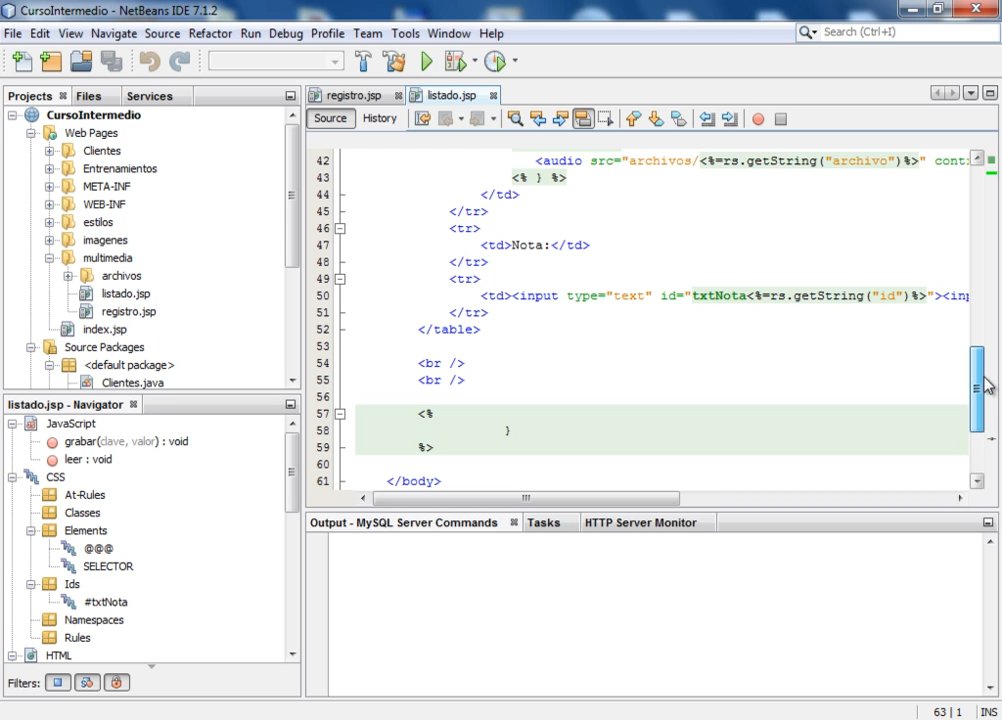 CursoIntermedio - NetBeans IDE 7.1.2
File Edit View Navigate Source Refactor Run Debug Profile Team Tools Window Help
Search (Ctrl+I)
Projects Files Services
CursoIntermedio
Web Pages
Clientes
Entrenamientos
META-INF
WEB-INF
estilos
imagenes
multimedia
archivos
listado.jsp
registro.jsp
index.jsp
Source Packages
<default package>
Clientes.java
listado.jsp - Navigator
JavaScript
grabar(clave, valor) : void
leer : void
CSS
At-Rules
Classes
Elements
@@@
SELECTOR
Ids
#txtNota
Namespaces
Rules
HTML
Filters:
registro.jsp listado.jsp
Source History
42 <audio src="archivos/<%=rs.getString("archivo")%>" cont
43 <% } %>
44 </td>
45 </tr>
46 <tr>
47 <td>Nota:</td>
48 </tr>
49 <tr>
50 <td><input type="text" id="txtNota<%=rs.getString("id")%>"><inp
51 </tr>
52 </table>
53
54 <br />
55 <br />
56
57 <%
58 }
59 %>
60
61 </body>
Output - MySQL Server Commands Tasks HTTP Server Monitor
63 | 1 INS